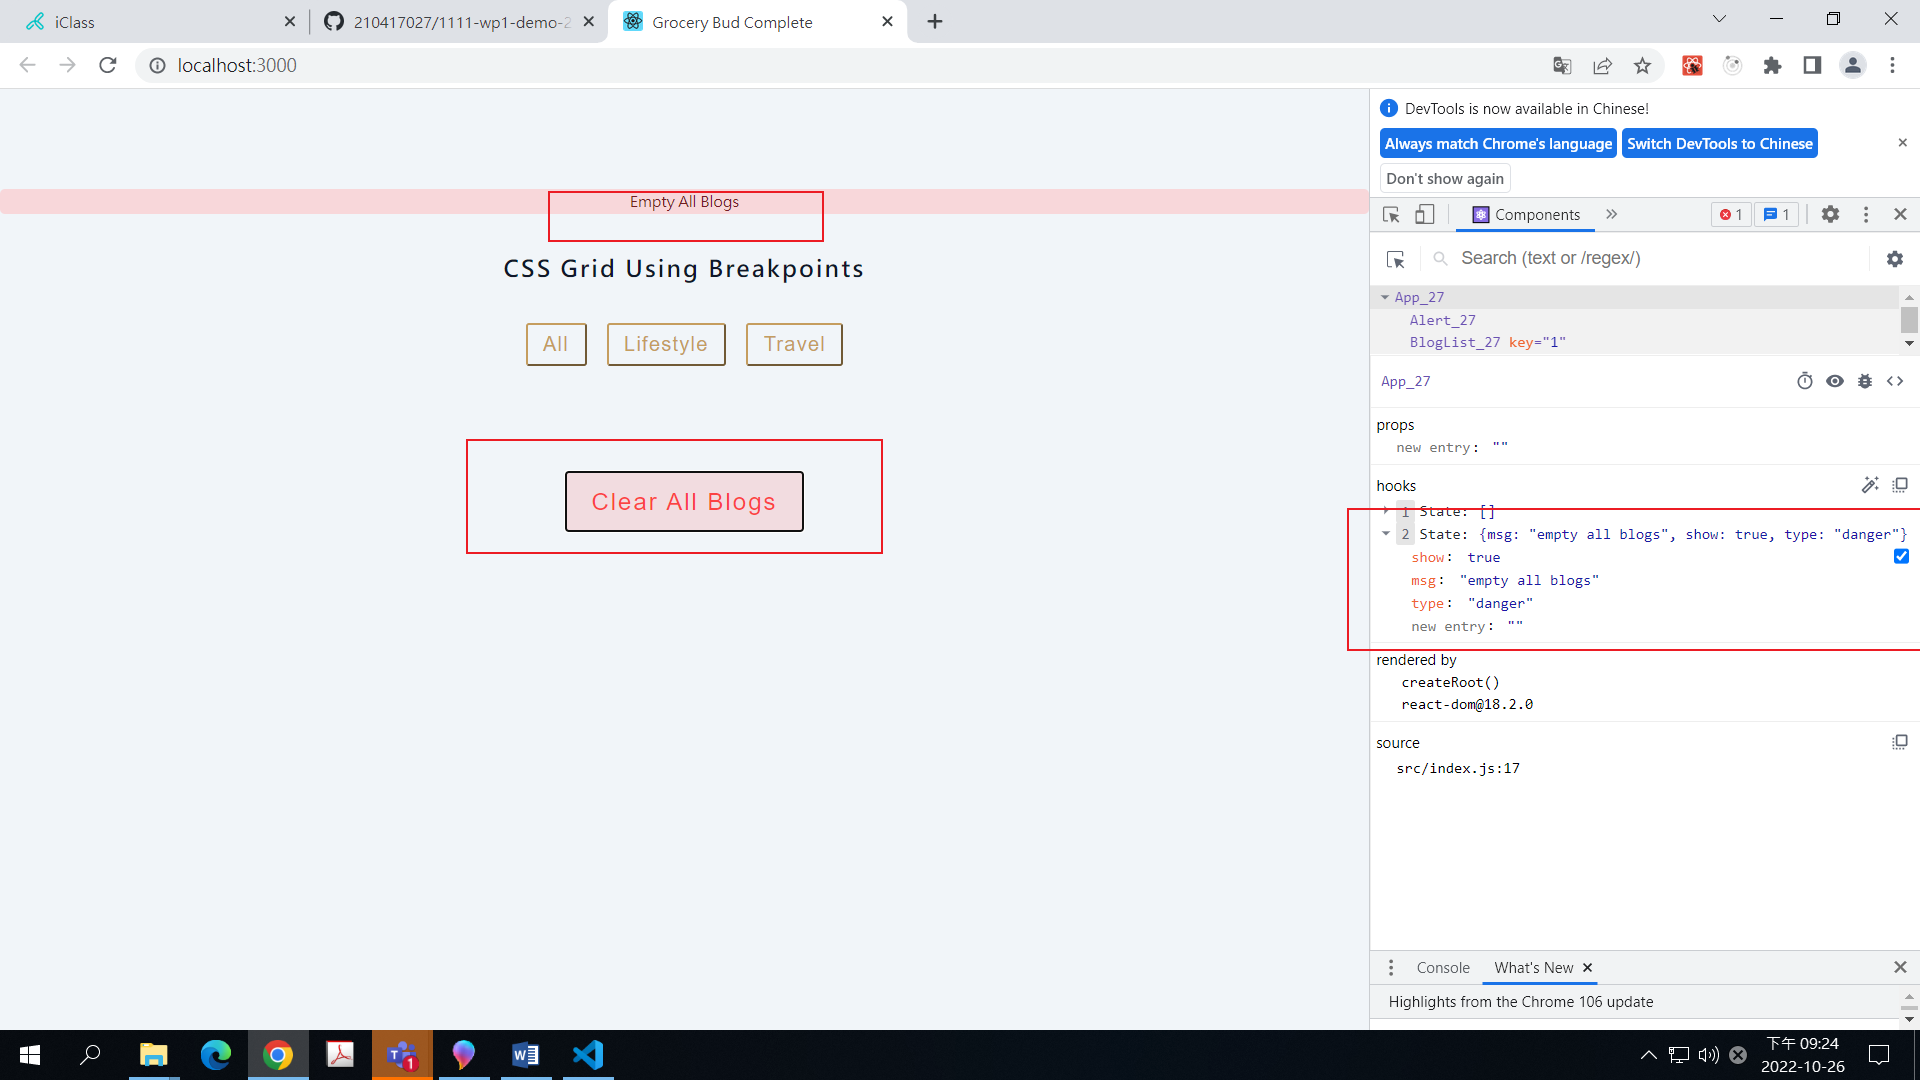 iClass
210417027/1111-wp1-demo-2
Grocery Bud Complete
localhost:3000
DevTools is now available in Chinese!
Always match Chrome's language
Switch DevTools to Chinese
Don't show again
Components
1
1
Search (text or /regex/)
App_27
Alert_27
BlogList_27 key="1"
App_27
props
new entry: ""
hooks
1 State: []
2 State: {msg: "empty all blogs", show: true, type: "danger"}
show: true
msg: "empty all blogs"
type: "danger"
new entry: ""
rendered by
createRoot()
react-dom@18.2.0
source
src/index.js:17
Console
What's New
Highlights from the Chrome 106 update
Empty All Blogs
CSS Grid Using Breakpoints
All
Lifestyle
Travel
Clear All Blogs
1
下午 09:24
2022-10-26